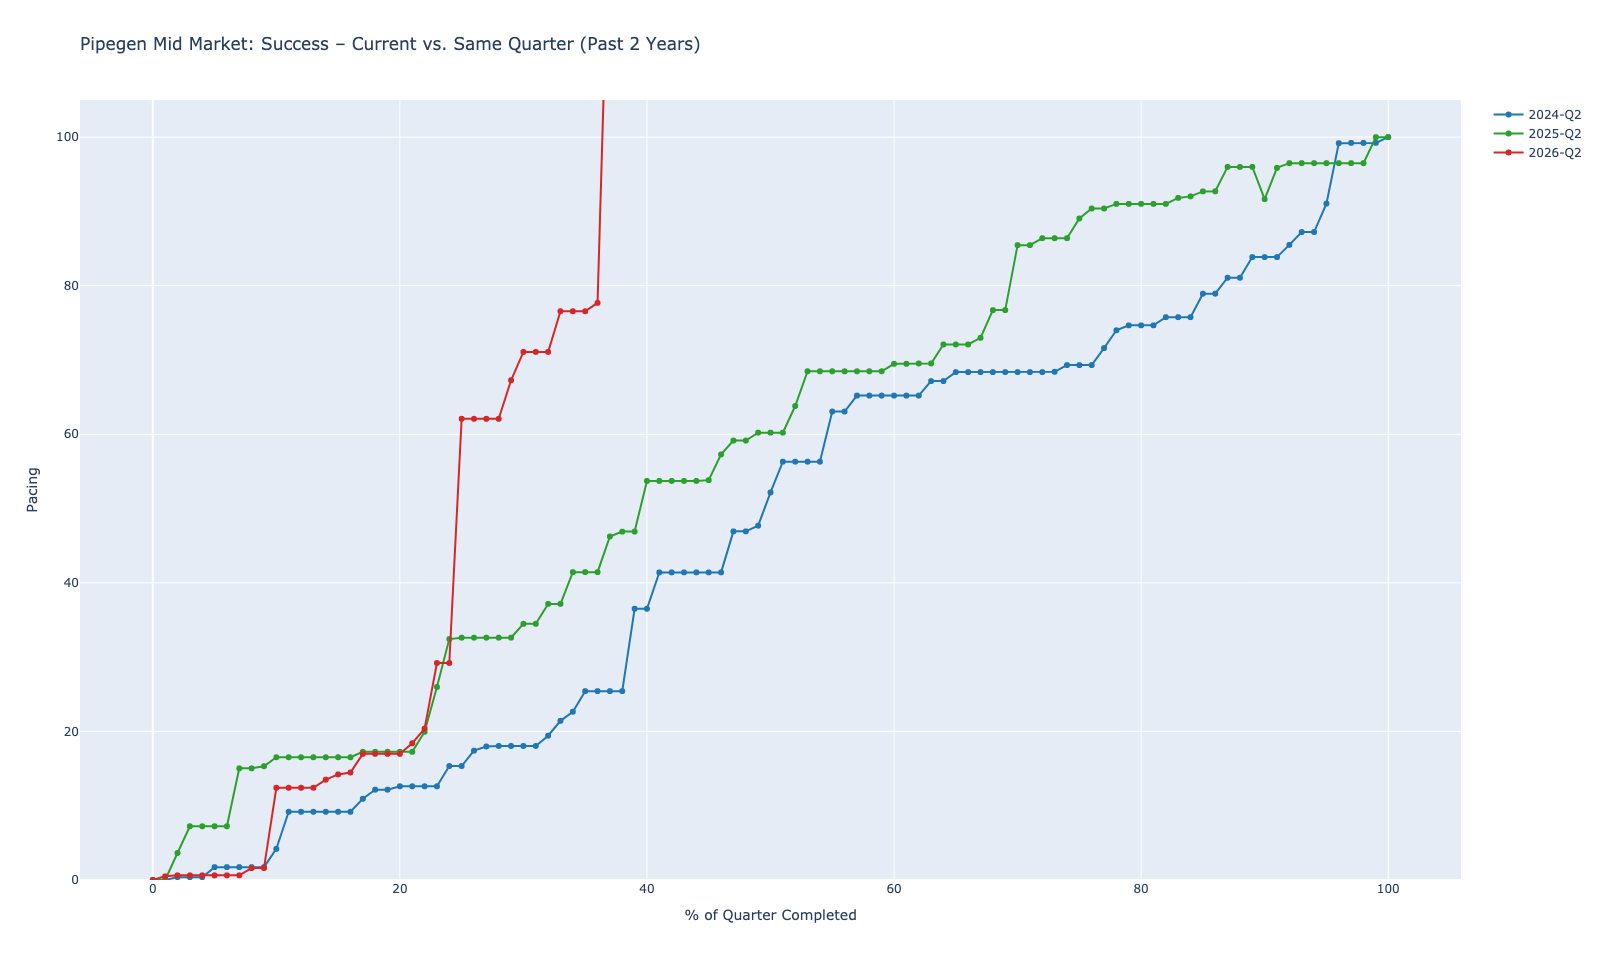 Pipegen Mid Market: Success – Current vs. Same Quarter (Past 2 Years)
2024-Q2
2025-Q2
2026-Q2
100
80
60
40
20
0
Pacing
0 20 40 60 80 100
% of Quarter Completed